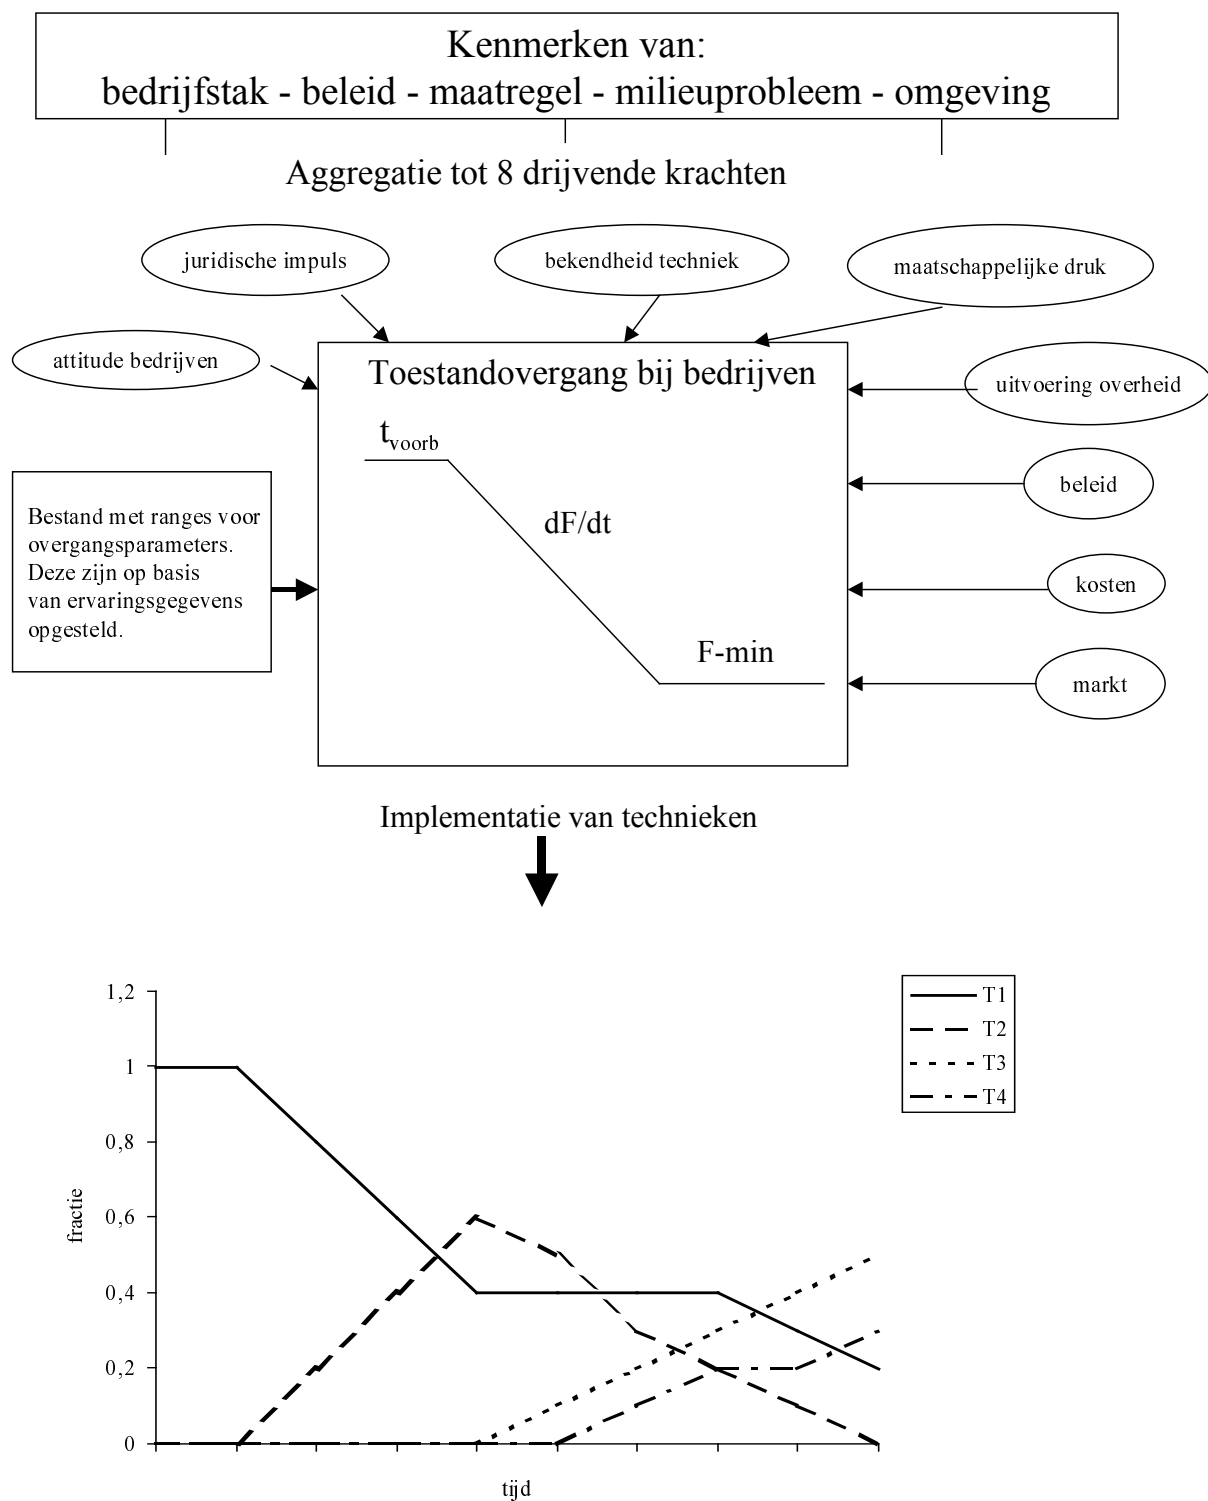 Kenmerken van:
bedrijfstak - beleid - maatregel - milieuprobleem - omgeving
Aggregatie tot 8 drijvende krachten
juridische impuls
bekendheid techniek
maatschappelijke druk
attitude bedrijven
Toestandovergang bij bedrijven
uitvoering overheid
t voorb
beleid
Bestand met ranges voor
overgangsparameters.
Deze zijn op basis
van ervaringsgegevens
opgesteld.
dF/dt
kosten
F-min
markt
Implementatie van technieken
1,2
1
0,8
0,6
0,4
0,2
0
fractie
tijd
T1
T2
T3
T4